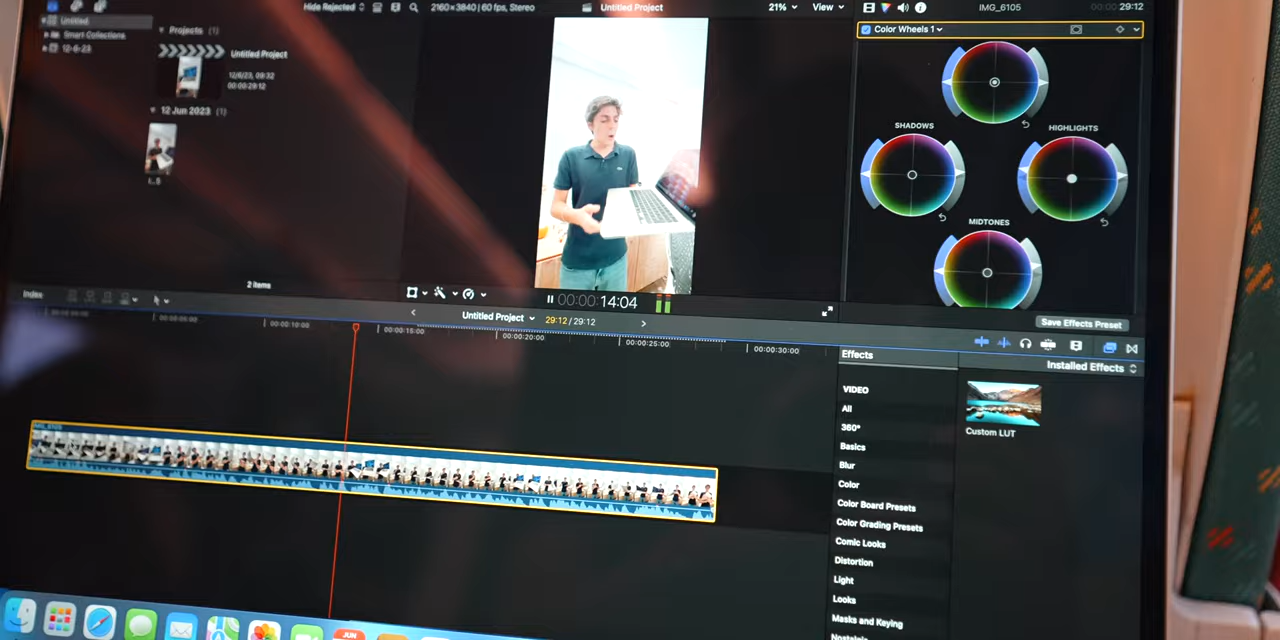 Hide Rejected
2160×3840 | 60 fps, Stereo
Untitled Project
21%
View
IMG_6105
00:00:29:12
Untitled
Smart Collections
12-6-23
Projects (1)
Untitled Project
12/6/23, 09:32
00:00:29:12
12 Jun 2023 (1)
Color Wheels 1
SHADOWS
HIGHLIGHTS
MIDTONES
2 items
00:00:14:04
Save Effects Preset
Index
Untitled Project
29:12 / 29:12
00:00:05:00
00:00:10:00
00:00:15:00
00:00:20:00
00:00:25:00
00:00:30:00
Effects
Installed Effects
VIDEO
All
360°
Basics
Blur
Color
Color Board Presets
Color Grading Presets
Comic Looks
Distortion
Light
Looks
Masks and Keying
Nostalgia
Custom LUT
IMG_6105
JUN